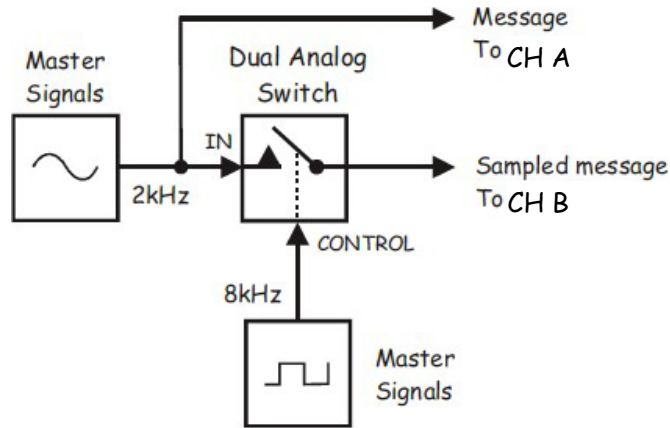 Message
To CH A
Master
Signals
Dual Analog
Switch
IN
2kHz
Sampled message
To CH B
CONTROL
8kHz
Master
Signals